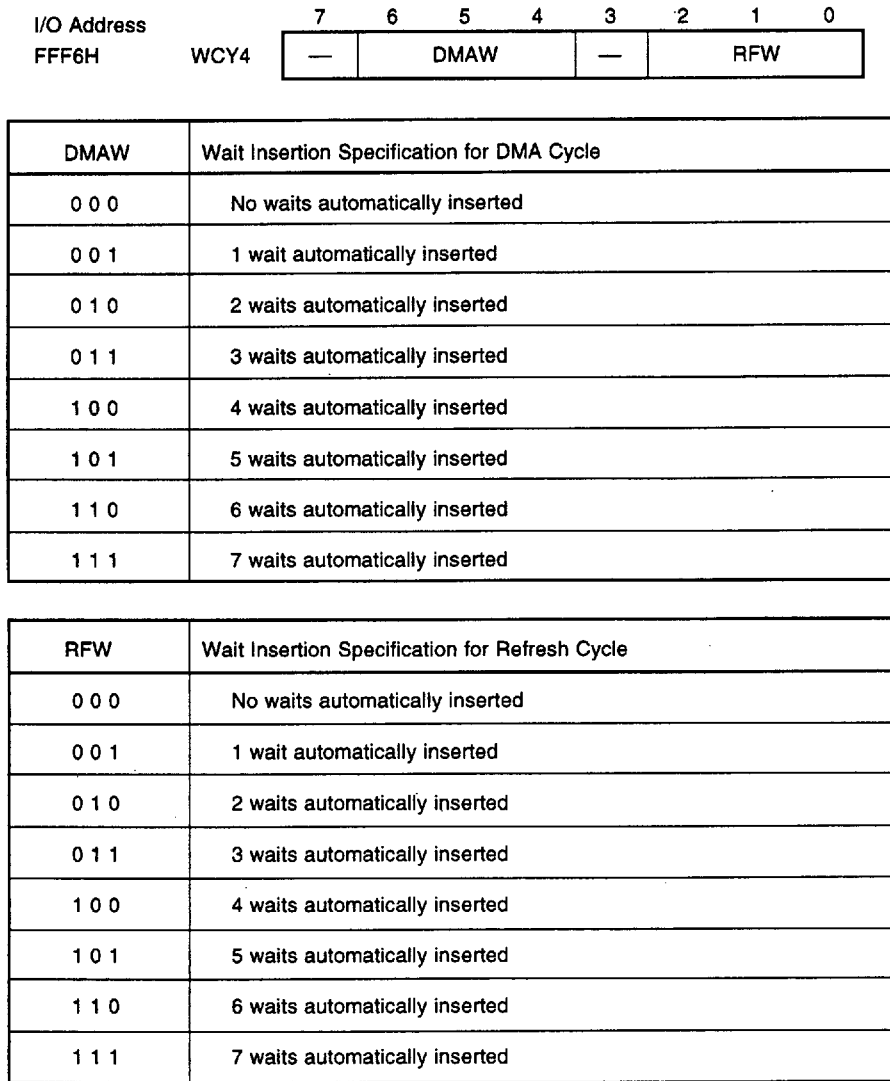 7 6 5 4 3 2 1 0
I/O Address
FFF6H WCY4 — DMAW — RFW
DMAW Wait Insertion Specification for DMA Cycle
0 0 0 No waits automatically inserted
0 0 1 1 wait automatically inserted
0 1 0 2 waits automatically inserted
0 1 1 3 waits automatically inserted
1 0 0 4 waits automatically inserted
1 0 1 5 waits automatically inserted
1 1 0 6 waits automatically inserted
1 1 1 7 waits automatically inserted
RFW Wait Insertion Specification for Refresh Cycle
0 0 0 No waits automatically inserted
0 0 1 1 wait automatically inserted
0 1 0 2 waits automatically inserted
0 1 1 3 waits automatically inserted
1 0 0 4 waits automatically inserted
1 0 1 5 waits automatically inserted
1 1 0 6 waits automatically inserted
1 1 1 7 waits automatically inserted